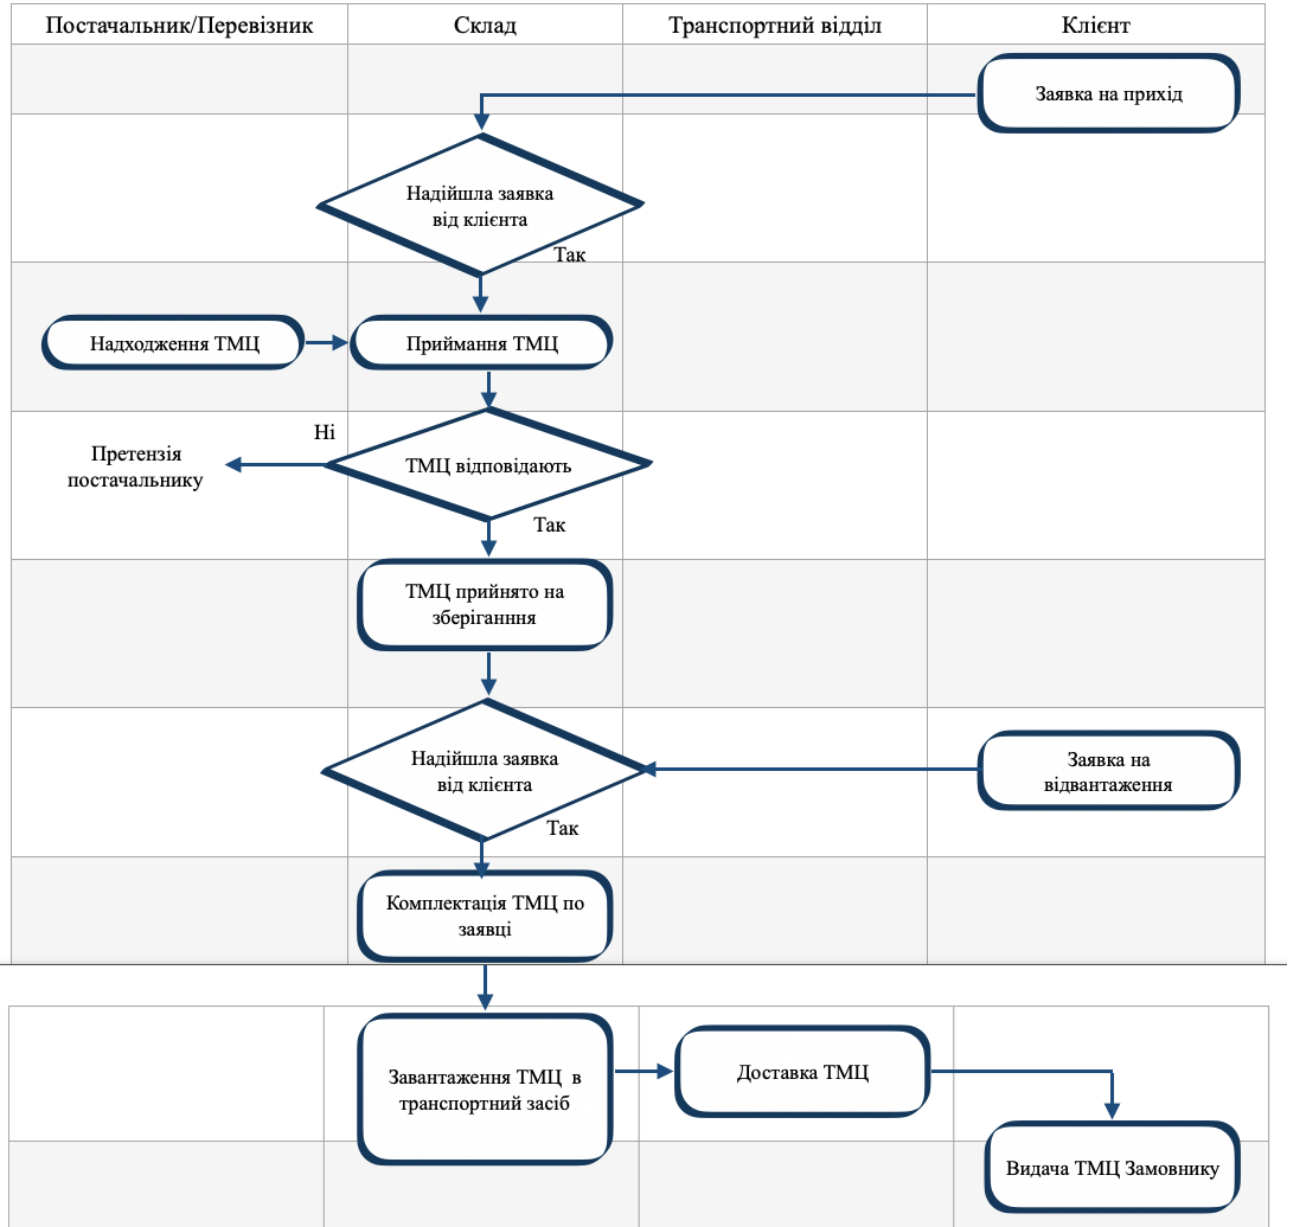 Постачальник/Перевізник
Склад
Транспортний відділ
Клієнт
Заявка на прихід
Надійшла заявка
від клієнта
Так
Надходження ТМЦ
Приймання ТМЦ
Ні
Претензія
постачальнику
ТМЦ відповідають
Так
ТМЦ прийнято на
зберіганння
Надійшла заявка
від клієнта
Заявка на
відвантаження
Так
Комплектація ТМЦ по
заявці
Завантаження ТМЦ в
транспортний засіб
Доставка ТМЦ
Видача ТМЦ Замовнику